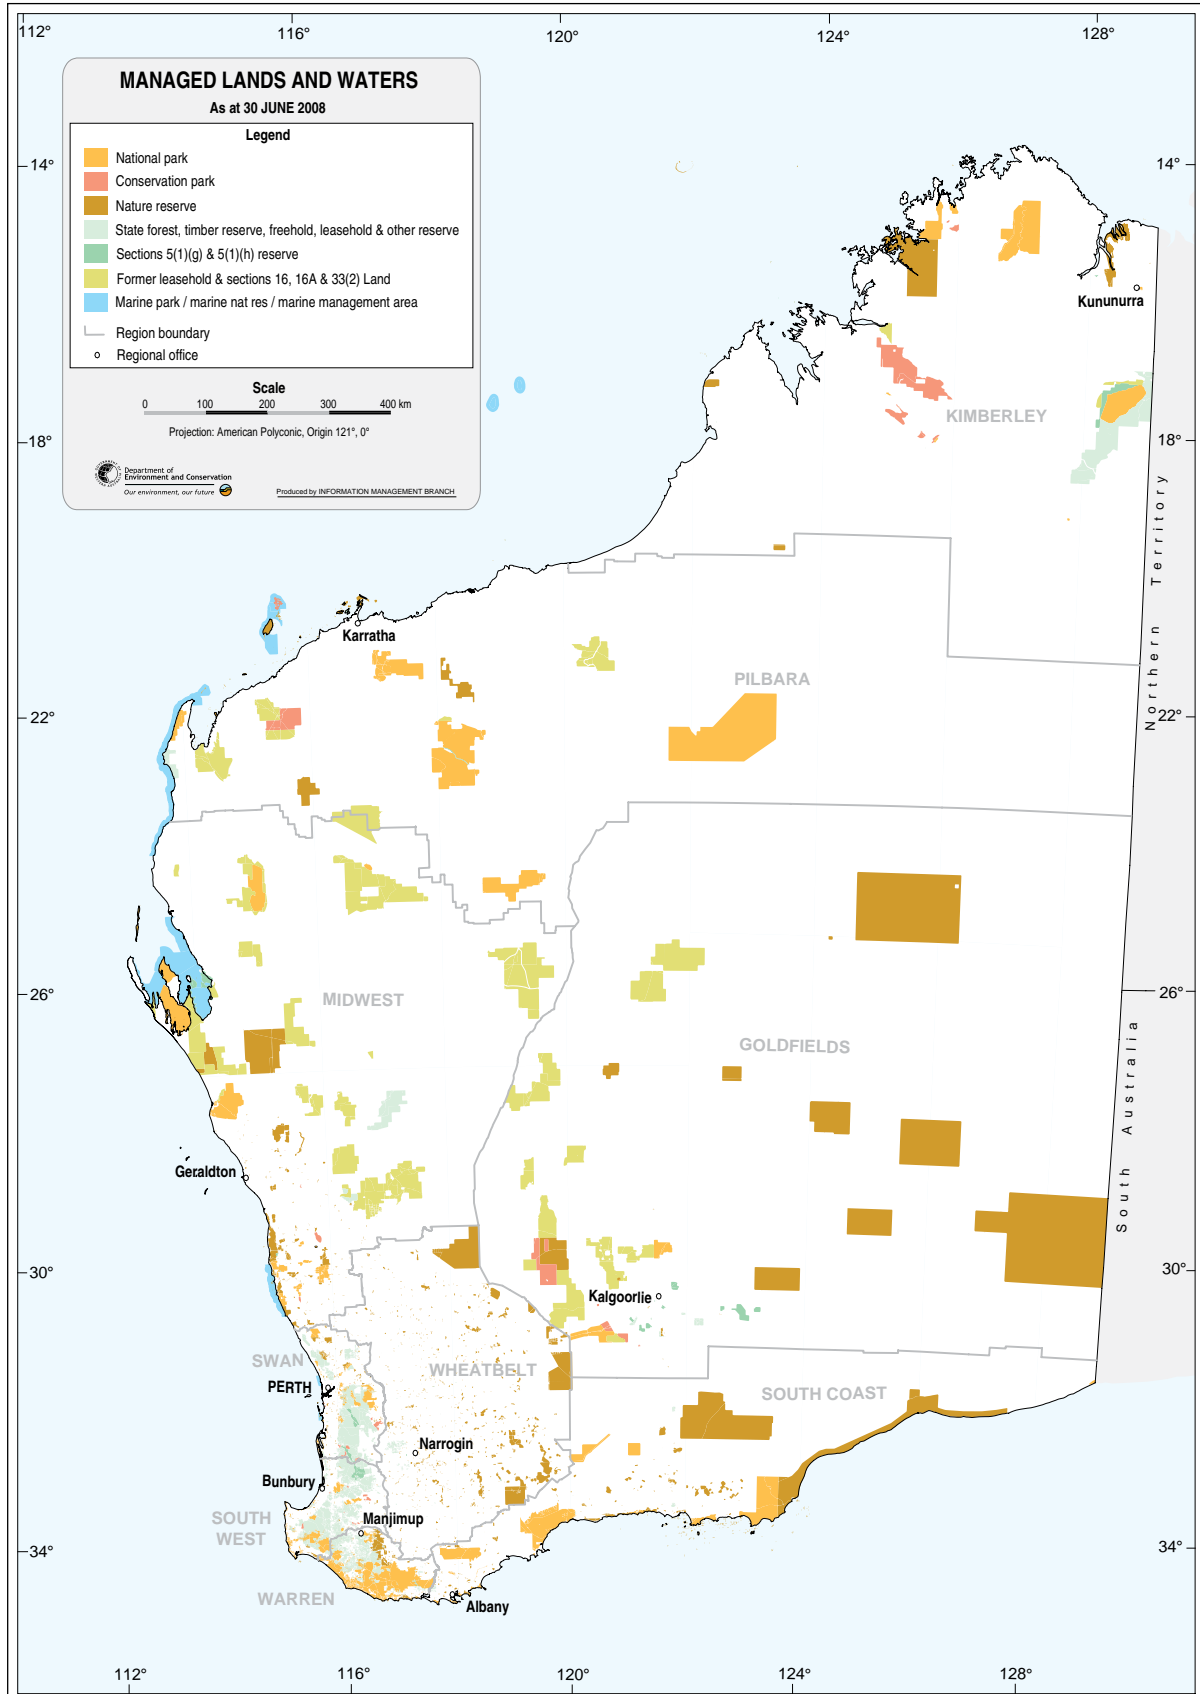 112°
116°
120°
124°
128°
MANAGED LANDS AND WATERS
As at 30 JUNE 2008
Legend
National park
Conservation park
Nature reserve
State forest, timber reserve, freehold, leasehold & other reserve
Sections 5(1)(g) & 5(1)(h) reserve
Former leasehold & sections 16, 16A & 33(2) Land
Marine park / marine nat res / marine management area
Region boundary
Regional office
Scale
0 100 200 300 400 km
Projection: American Polyconic, Origin 121°, 0°
Department of
Environment and Conservation
Our environment, our future
Produced by INFORMATION MANAGEMENT BRANCH
14°
14°
Kununurra
KIMBERLEY
18°
18°
Northern Territory
Karratha
PILBARA
22°
22°
26°
MIDWEST
26°
GOLDFIELDS
South Australia
Geraldton
30°
30°
Kalgoorlie
SWAN
WHEATBELT
PERTH
SOUTH COAST
Narrogin
Bunbury
SOUTH
WEST
Manjimup
34°
34°
WARREN
Albany
112°
116°
120°
124°
128°